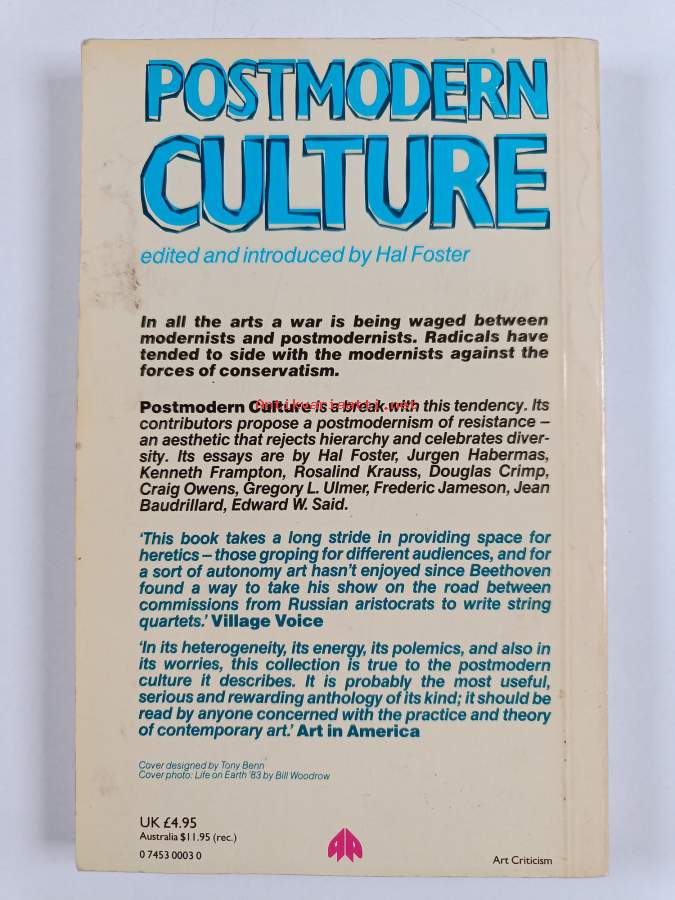 POSTMODERN
CULTURE
edited and introduced by Hal Foster
In all the arts a war is being waged between
modernists and postmodernists. Radicals have
tended to side with the modernists against the
forces of conservatism.
Postmodern Culture is a break with this tendency. Its
Antikvariaatti.net
contributors propose a postmodernism of resistance –
an aesthetic that rejects hierarchy and celebrates diver-
sity. Its essays are by Hal Foster, Jurgen Habermas,
Kenneth Frampton, Rosalind Krauss, Douglas Crimp,
Craig Owens, Gregory L. Ulmer, Frederic Jameson, Jean
Baudrillard, Edward W. Said.
'This book takes a long stride in providing space for
heretics – those groping for different audiences, and for
a sort of autonomy art hasn't enjoyed since Beethoven
found a way to take his show on the road between
commissions from Russian aristocrats to write string
quartets.' Village Voice
'In its heterogeneity, its energy, its polemics, and also in
its worries, this collection is true to the postmodern
culture it describes. It is probably the most useful,
serious and rewarding anthology of its kind; it should be
read by anyone concerned with the practice and theory
of contemporary art.' Art in America
Cover designed by Tony Benn
Cover photo: Life on Earth '83 by Bill Woodrow
UK £4.95
Australia $11.95 (rec.)
0 7453 0003 0
Art Criticism